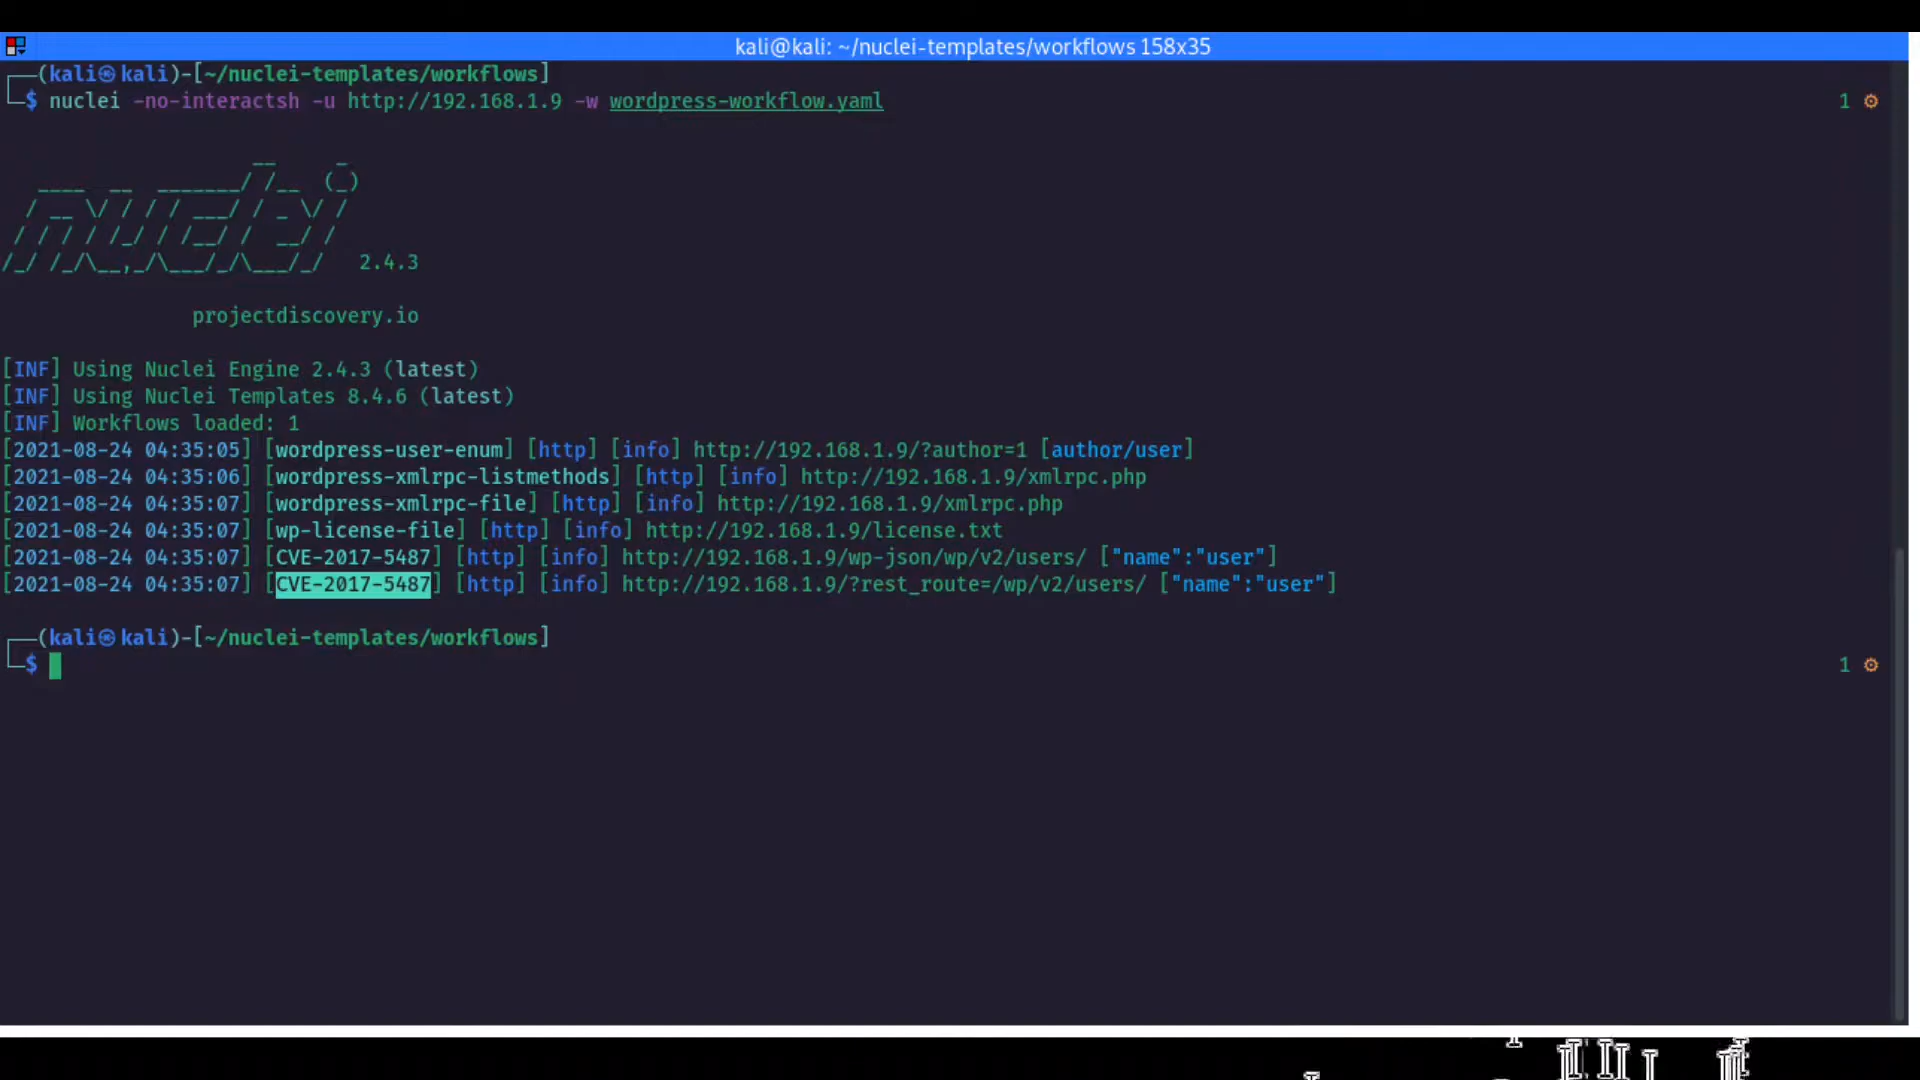 kali@kali: ~/nuclei-templates/workflows 158x35
┌──(kali㉿kali)-[~/nuclei-templates/workflows]
└─$ nuclei -no-interactsh -u http://192.168.1.9 -w wordpress-workflow.yaml 1 ⚙
nuclei 2.4.3
projectdiscovery.io
[INF] Using Nuclei Engine 2.4.3 (latest)
[INF] Using Nuclei Templates 8.4.6 (latest)
[INF] Workflows loaded: 1
[2021-08-24 04:35:05] [wordpress-user-enum] [http] [info] http://192.168.1.9/?author=1 [author/user]
[2021-08-24 04:35:06] [wordpress-xmlrpc-listmethods] [http] [info] http://192.168.1.9/xmlrpc.php
[2021-08-24 04:35:07] [wordpress-xmlrpc-file] [http] [info] http://192.168.1.9/xmlrpc.php
[2021-08-24 04:35:07] [wp-license-file] [http] [info] http://192.168.1.9/license.txt
[2021-08-24 04:35:07] [CVE-2017-5487] [http] [info] http://192.168.1.9/wp-json/wp/v2/users/ ["name":"user"]
[2021-08-24 04:35:07] [CVE-2017-5487] [http] [info] http://192.168.1.9/?rest_route=/wp/v2/users/ ["name":"user"]
┌──(kali㉿kali)-[~/nuclei-templates/workflows]
└─$ 1 ⚙